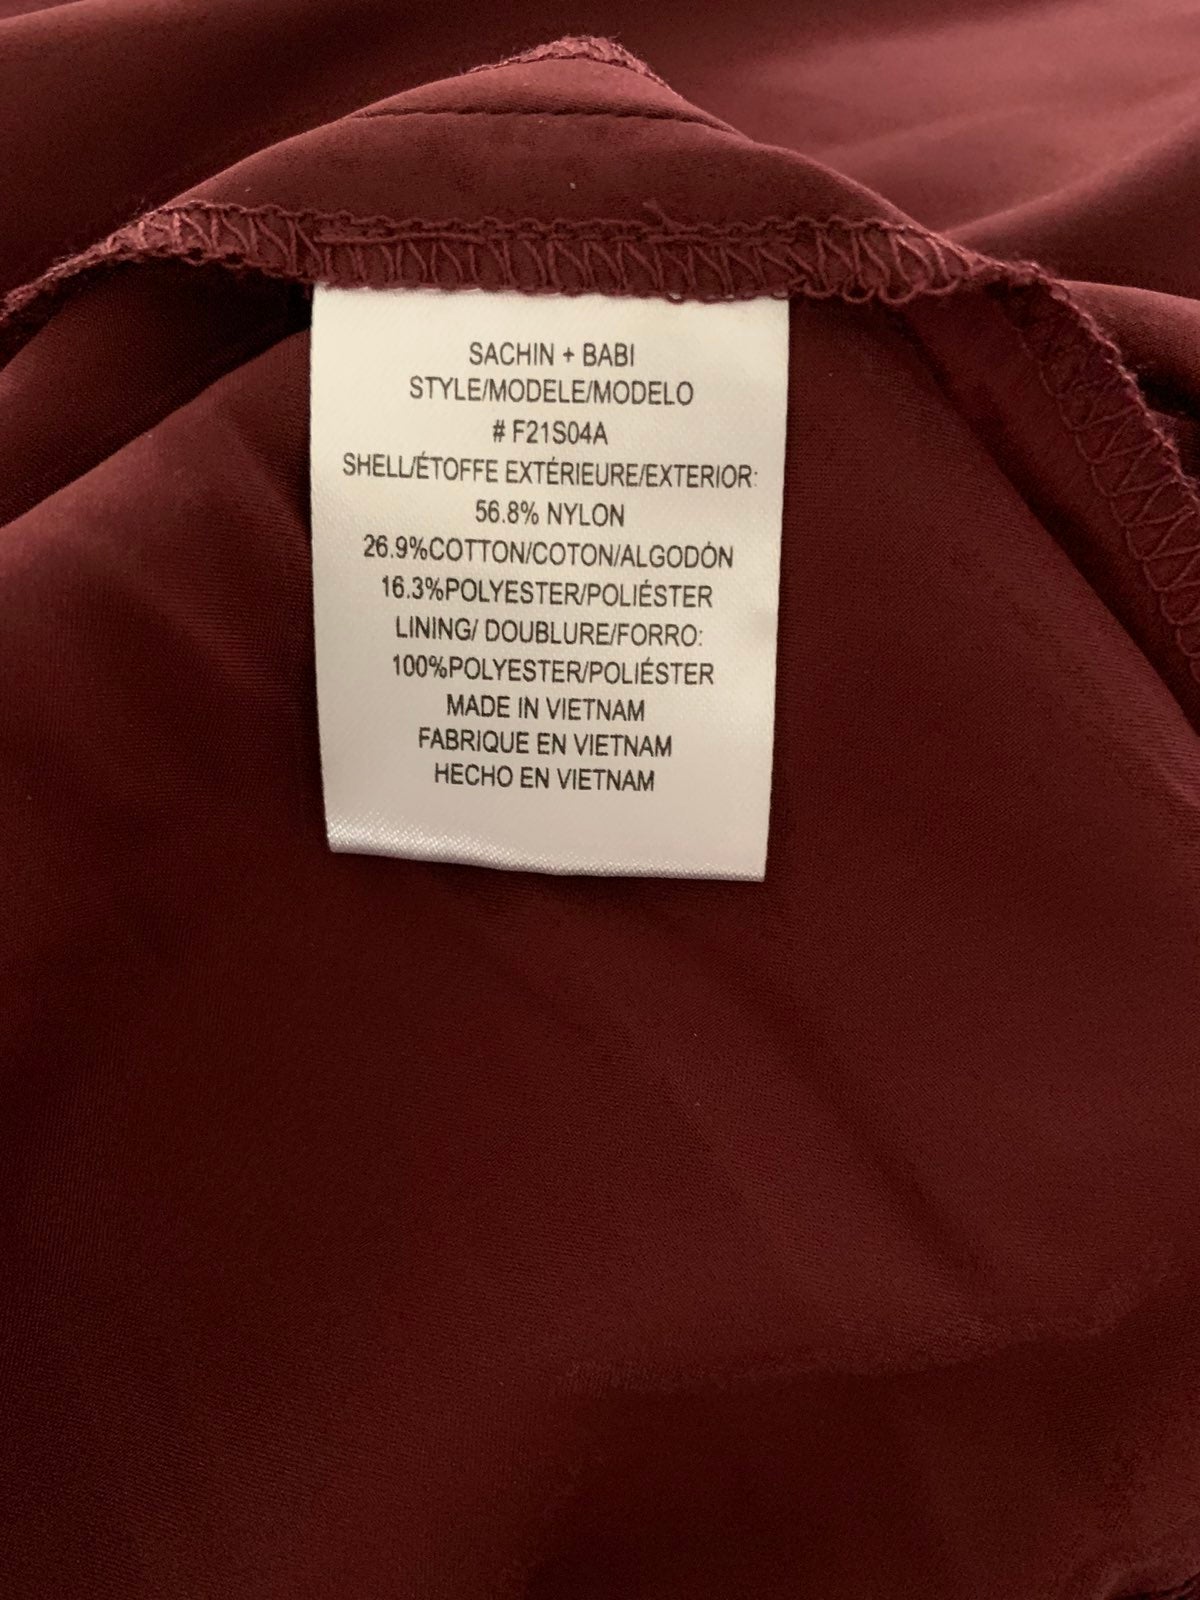 SACHIN + BABI
STYLE/MODELE/MODELO
# F21S04A
SHELL/ÉTOFFE EXTÉRIEURE/EXTERIOR:
56.8% NYLON
26.9%COTTON/COTON/ALGODÓN
16.3%POLYESTER/POLIÉSTER
LINING/ DOUBLURE/FORRO:
100%POLYESTER/POLIÉSTER
MADE IN VIETNAM
FABRIQUE EN VIETNAM
HECHO EN VIETNAM